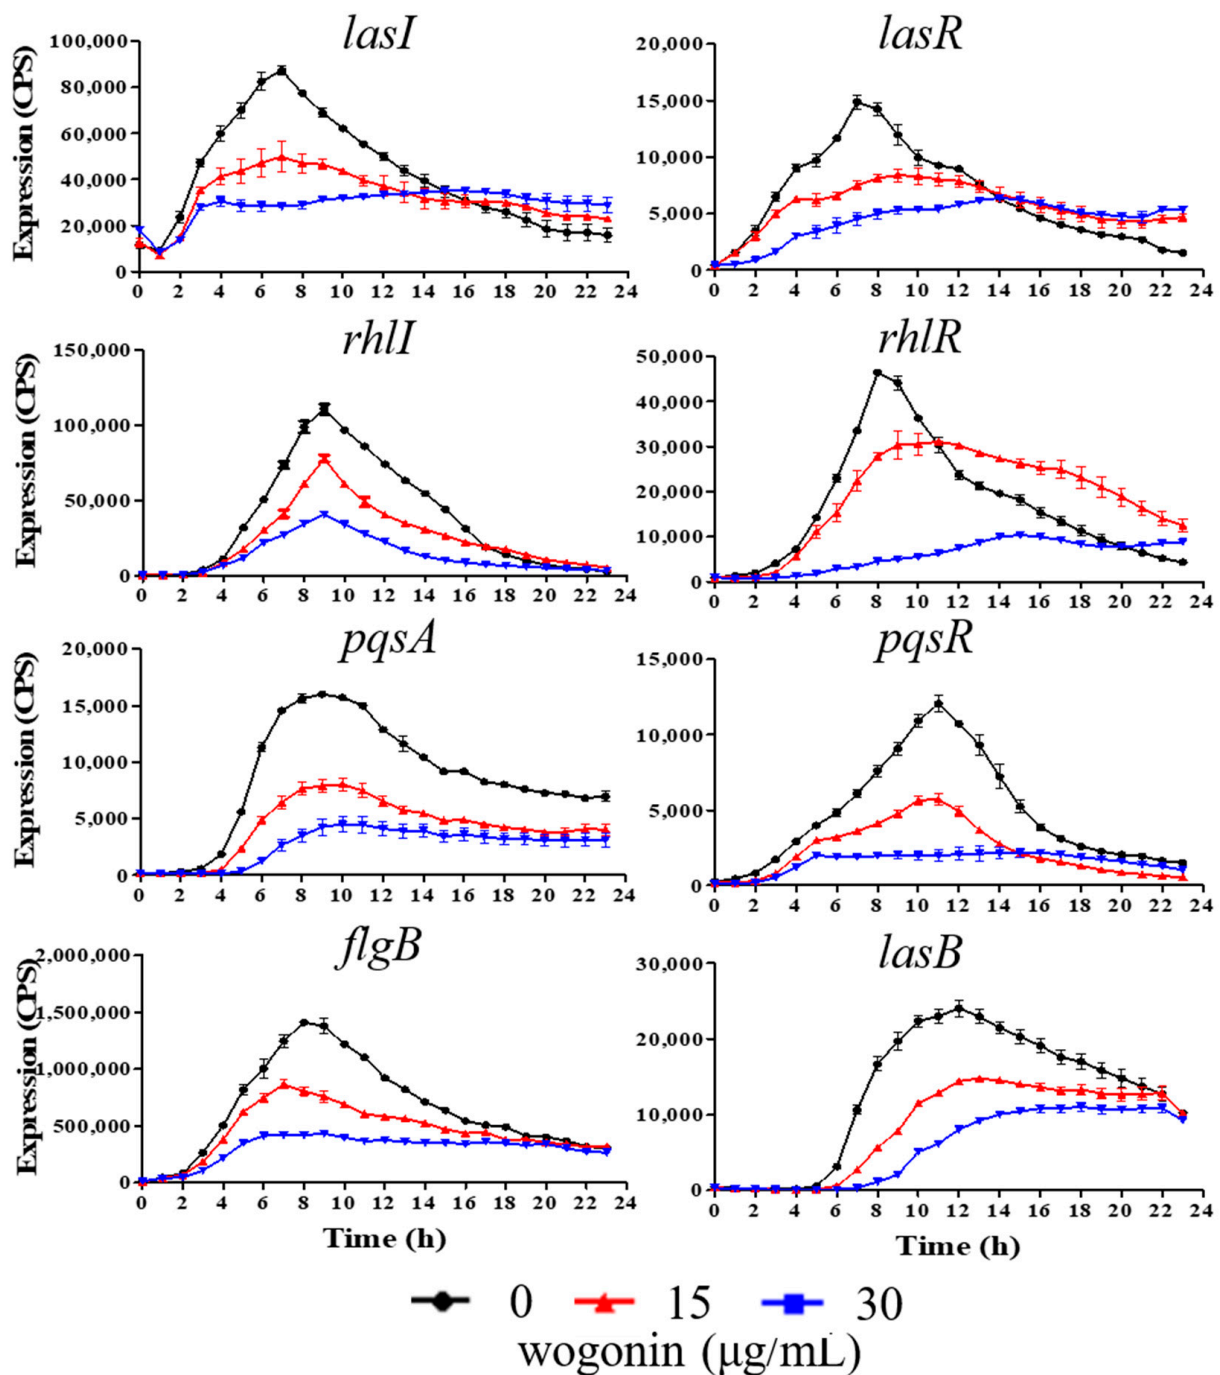 lasI
Expression (CPS)
100,000
80,000
60,000
40,000
20,000
0
0 2 4 6 8 10 12 14 16 18 20 22 24
lasR
20,000
15,000
10,000
5,000
0
0 2 4 6 8 10 12 14 16 18 20 22 24
rhlI
Expression (CPS)
150,000
100,000
50,000
0
0 2 4 6 8 10 12 14 16 18 20 22 24
rhlR
50,000
40,000
30,000
20,000
10,000
0
0 2 4 6 8 10 12 14 16 18 20 22 24
pqsA
Expression (CPS)
20,000
15,000
10,000
5,000
0
0 2 4 6 8 10 12 14 16 18 20 22 24
pqsR
15,000
10,000
5,000
0
0 2 4 6 8 10 12 14 16 18 20 22 24
flgB
Expression (CPS)
2,000,000
1,500,000
1,000,000
500,000
0
0 2 4 6 8 10 12 14 16 18 20 22 24
Time (h)
lasB
30,000
20,000
10,000
0
0 2 4 6 8 10 12 14 16 18 20 22 24
Time (h)
0 15 30
wogonin (μg/mL)